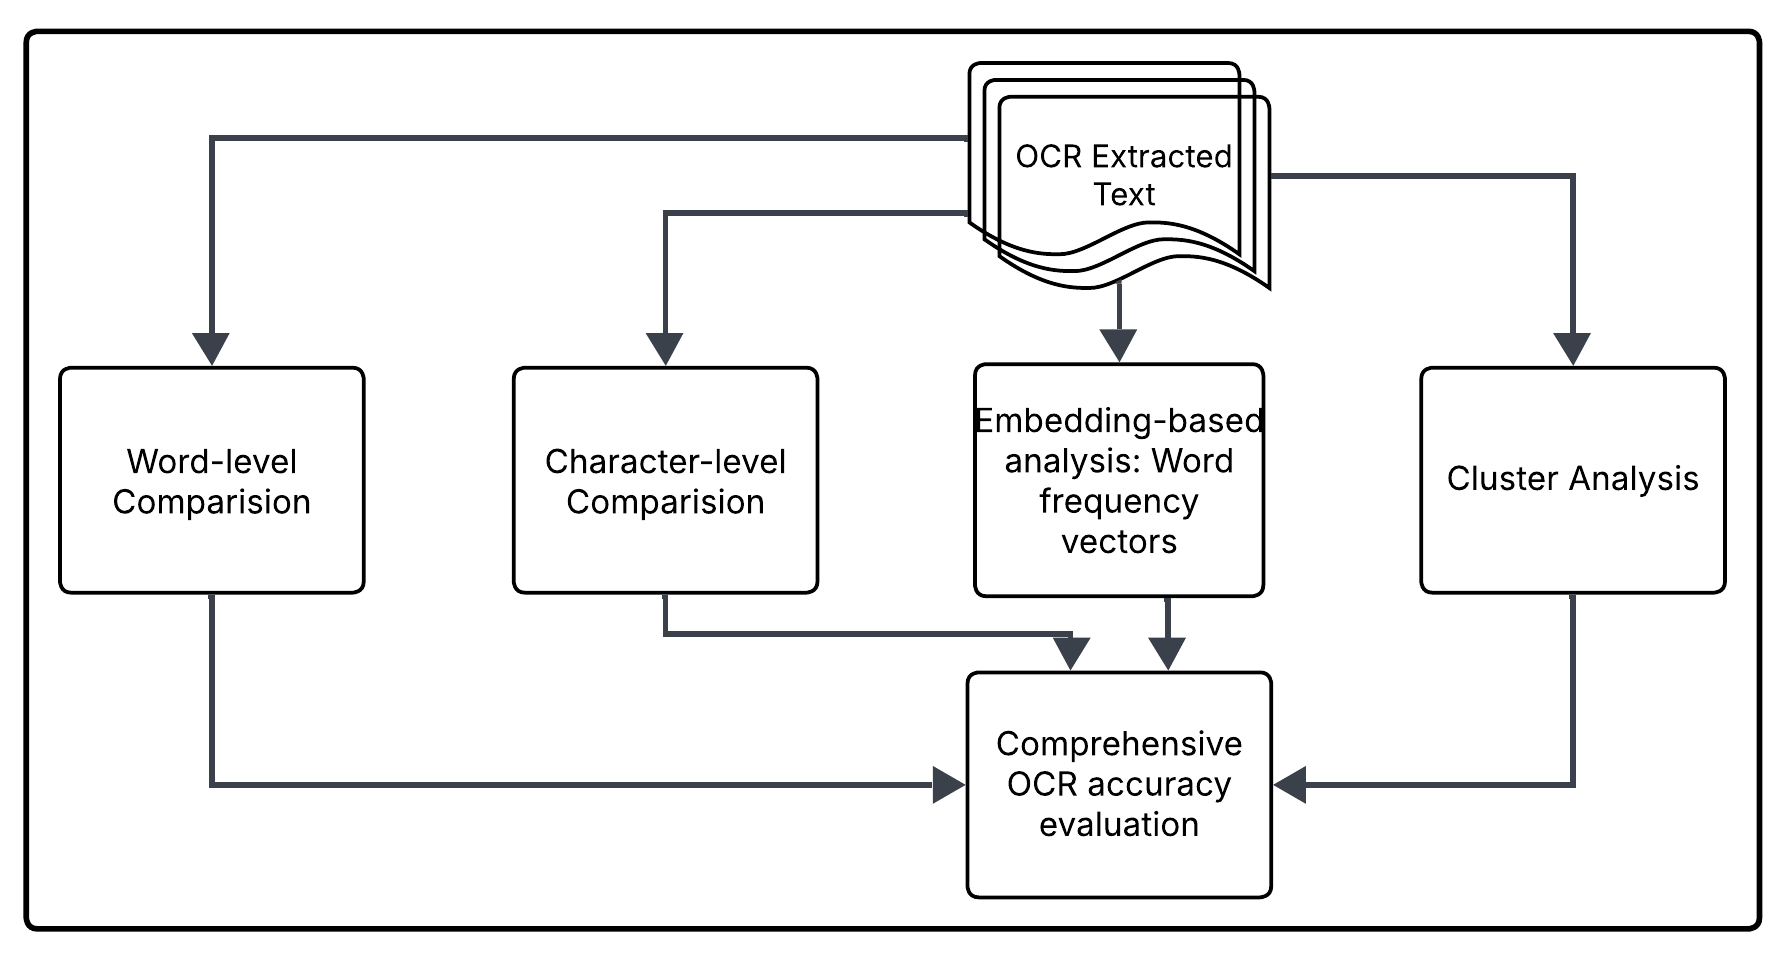 OCR Extracted
Text
Word-level
Comparision
Character-level
Comparision
Embedding-based
analysis: Word
frequency
vectors
Cluster Analysis
Comprehensive
OCR accuracy
evaluation